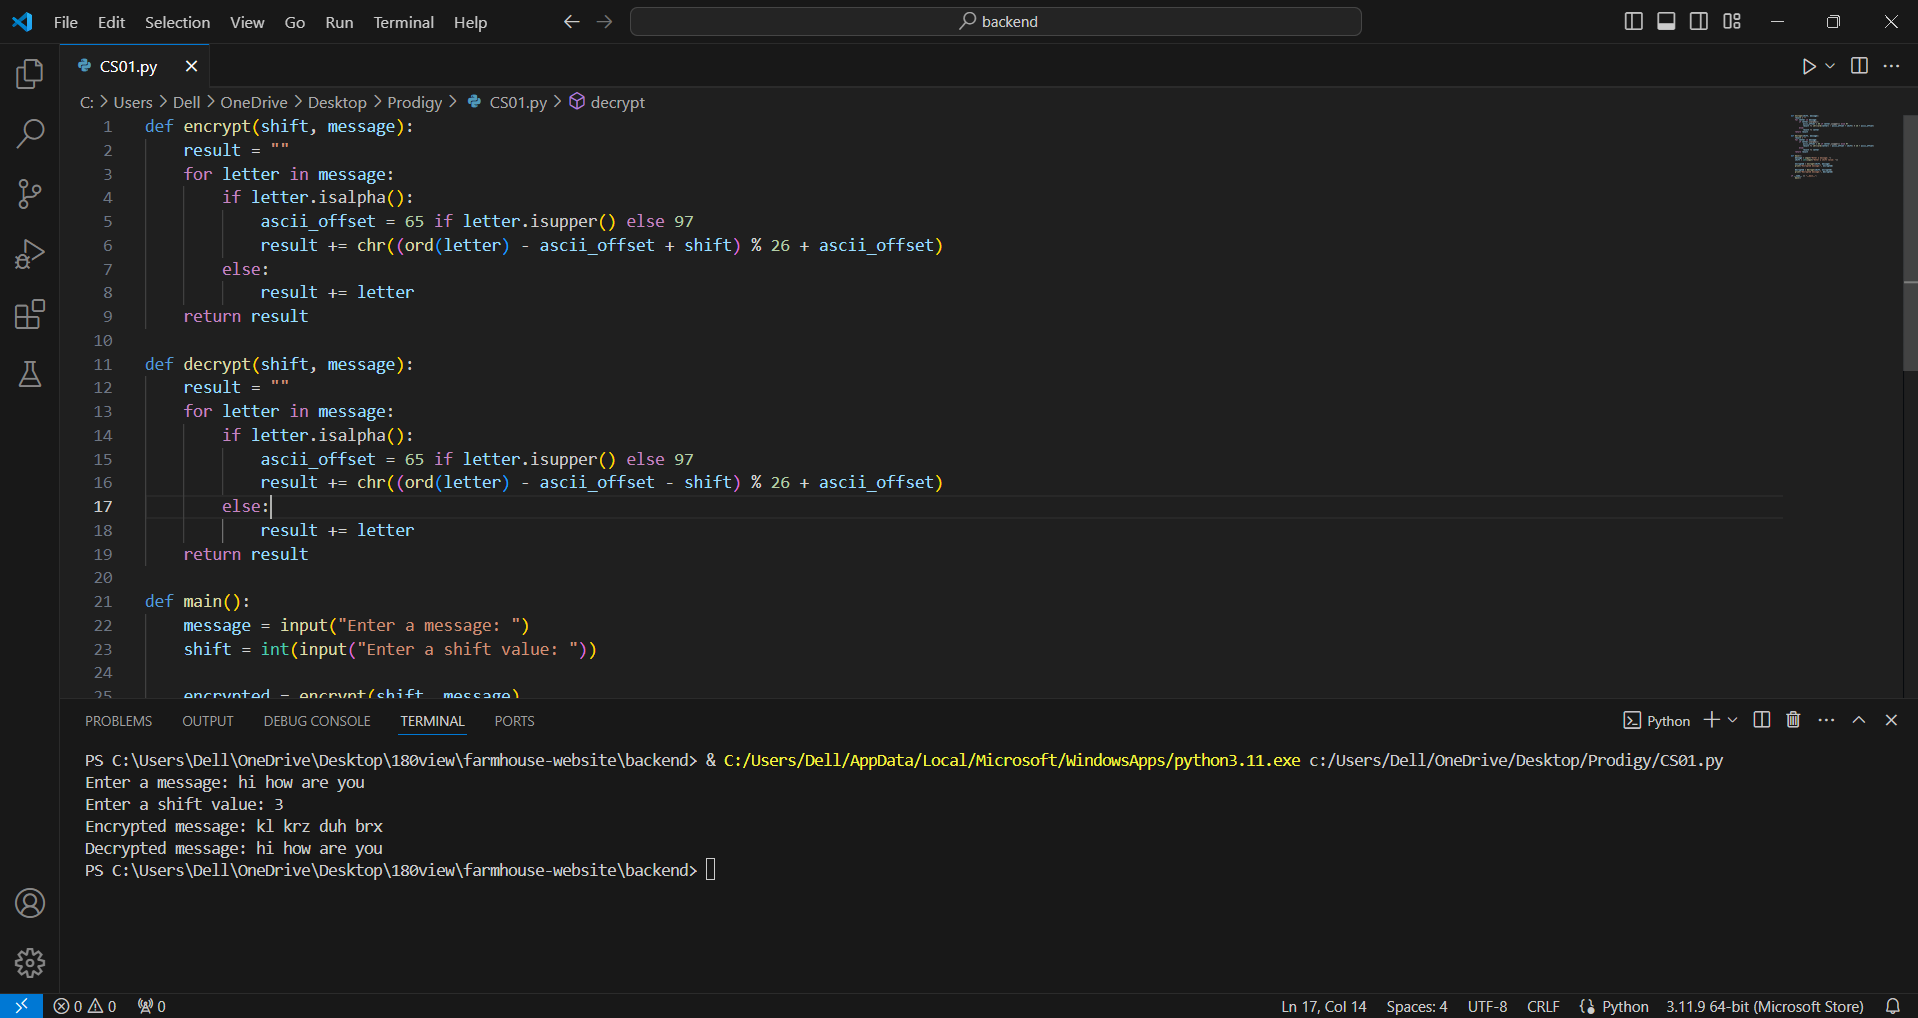 File Edit Selection View Go Run Terminal Help backend
CS01.py
C: > Users > Dell > OneDrive > Desktop > Prodigy > CS01.py > decrypt
1 def encrypt(shift, message):
2     result = ""
3     for letter in message:
4         if letter.isalpha():
5             ascii_offset = 65 if letter.isupper() else 97
6             result += chr((ord(letter) - ascii_offset + shift) % 26 + ascii_offset)
7         else:
8             result += letter
9     return result
10
11 def decrypt(shift, message):
12     result = ""
13     for letter in message:
14         if letter.isalpha():
15             ascii_offset = 65 if letter.isupper() else 97
16             result += chr((ord(letter) - ascii_offset - shift) % 26 + ascii_offset)
17         else:
18             result += letter
19     return result
20
21 def main():
22     message = input("Enter a message: ")
23     shift = int(input("Enter a shift value: "))
24
25     encrypted = encrypt(shift, message)
PROBLEMS OUTPUT DEBUG CONSOLE TERMINAL PORTS Python
PS C:\Users\Dell\OneDrive\Desktop\180view\farmhouse-website\backend> & C:/Users/Dell/AppData/Local/Microsoft/WindowsApps/python3.11.exe c:/Users/Dell/OneDrive/Desktop/Prodigy/CS01.py
Enter a message: hi how are you
Enter a shift value: 3
Encrypted message: kl krz duh brx
Decrypted message: hi how are you
PS C:\Users\Dell\OneDrive\Desktop\180view\farmhouse-website\backend>
0 0 0 Ln 17, Col 14 Spaces: 4 UTF-8 CRLF Python 3.11.9 64-bit (Microsoft Store)